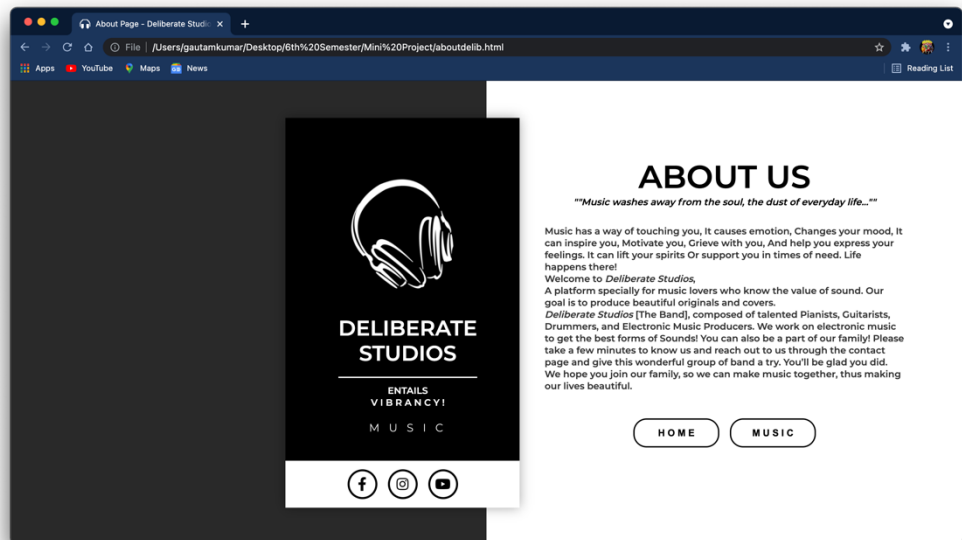 About Page - Deliberate Studio
File | /Users/gautamkumar/Desktop/6th%20Semester/Mini%20Project/aboutdelib.html
Apps YouTube Maps News Reading List
DELIBERATE
STUDIOS
ENTAILS
VIBRANCY!
MUSIC
ABOUT US
""Music washes away from the soul, the dust of everyday life...""
Music has a way of touching you, It causes emotion, Changes your mood, It
can inspire you, Motivate you, Grieve with you, And help you express your
feelings. It can lift your spirits Or support you in times of need. Life
happens there!
Welcome to Deliberate Studios,
A platform specially for music lovers who know the value of sound. Our
goal is to produce beautiful originals and covers.
Deliberate Studios [The Band], composed of talented Pianists, Guitarists,
Drummers, and Electronic Music Producers. We work on electronic music
to get the best forms of Sounds! You can also be a part of our family! Please
take a few minutes to know us and reach out to us through the contact
page and give this wonderful group of band a try. You'll be glad you did.
We hope you join our family, so we can make music together, thus making
our lives beautiful.
HOME MUSIC